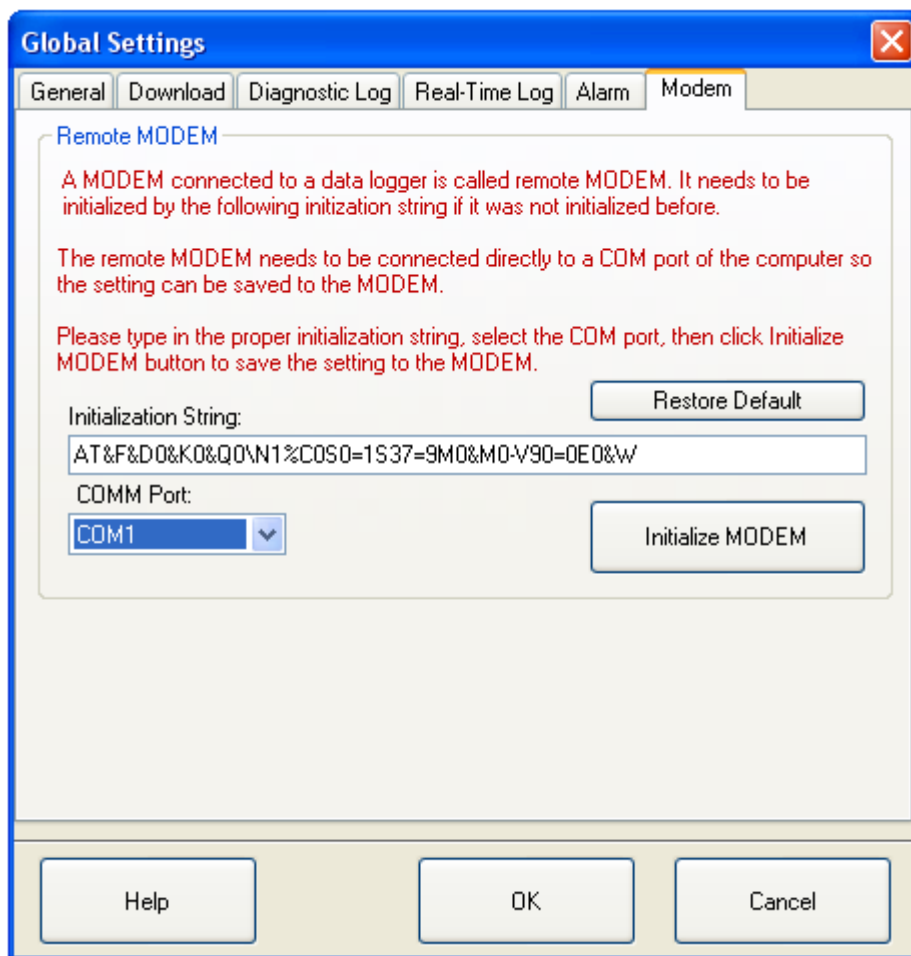 Global Settings
General Download Diagnostic Log Real-Time Log Alarm Modem
Remote MODEM
A MODEM connected to a data logger is called remote MODEM. It needs to be
initialized by the following initization string if it was not initialized before.
The remote MODEM needs to be connected directly to a COM port of the computer so
the setting can be saved to the MODEM.
Please type in the proper initialization string, select the COM port, then click Initialize
MODEM button to save the setting to the MODEM.
Restore Default
Initialization String:
AT&F&D0&K0&Q0\N1%C0S0=1S37=9M0&M0-V90=0E0&W
COMM Port:
COM1
Initialize MODEM
Help OK Cancel